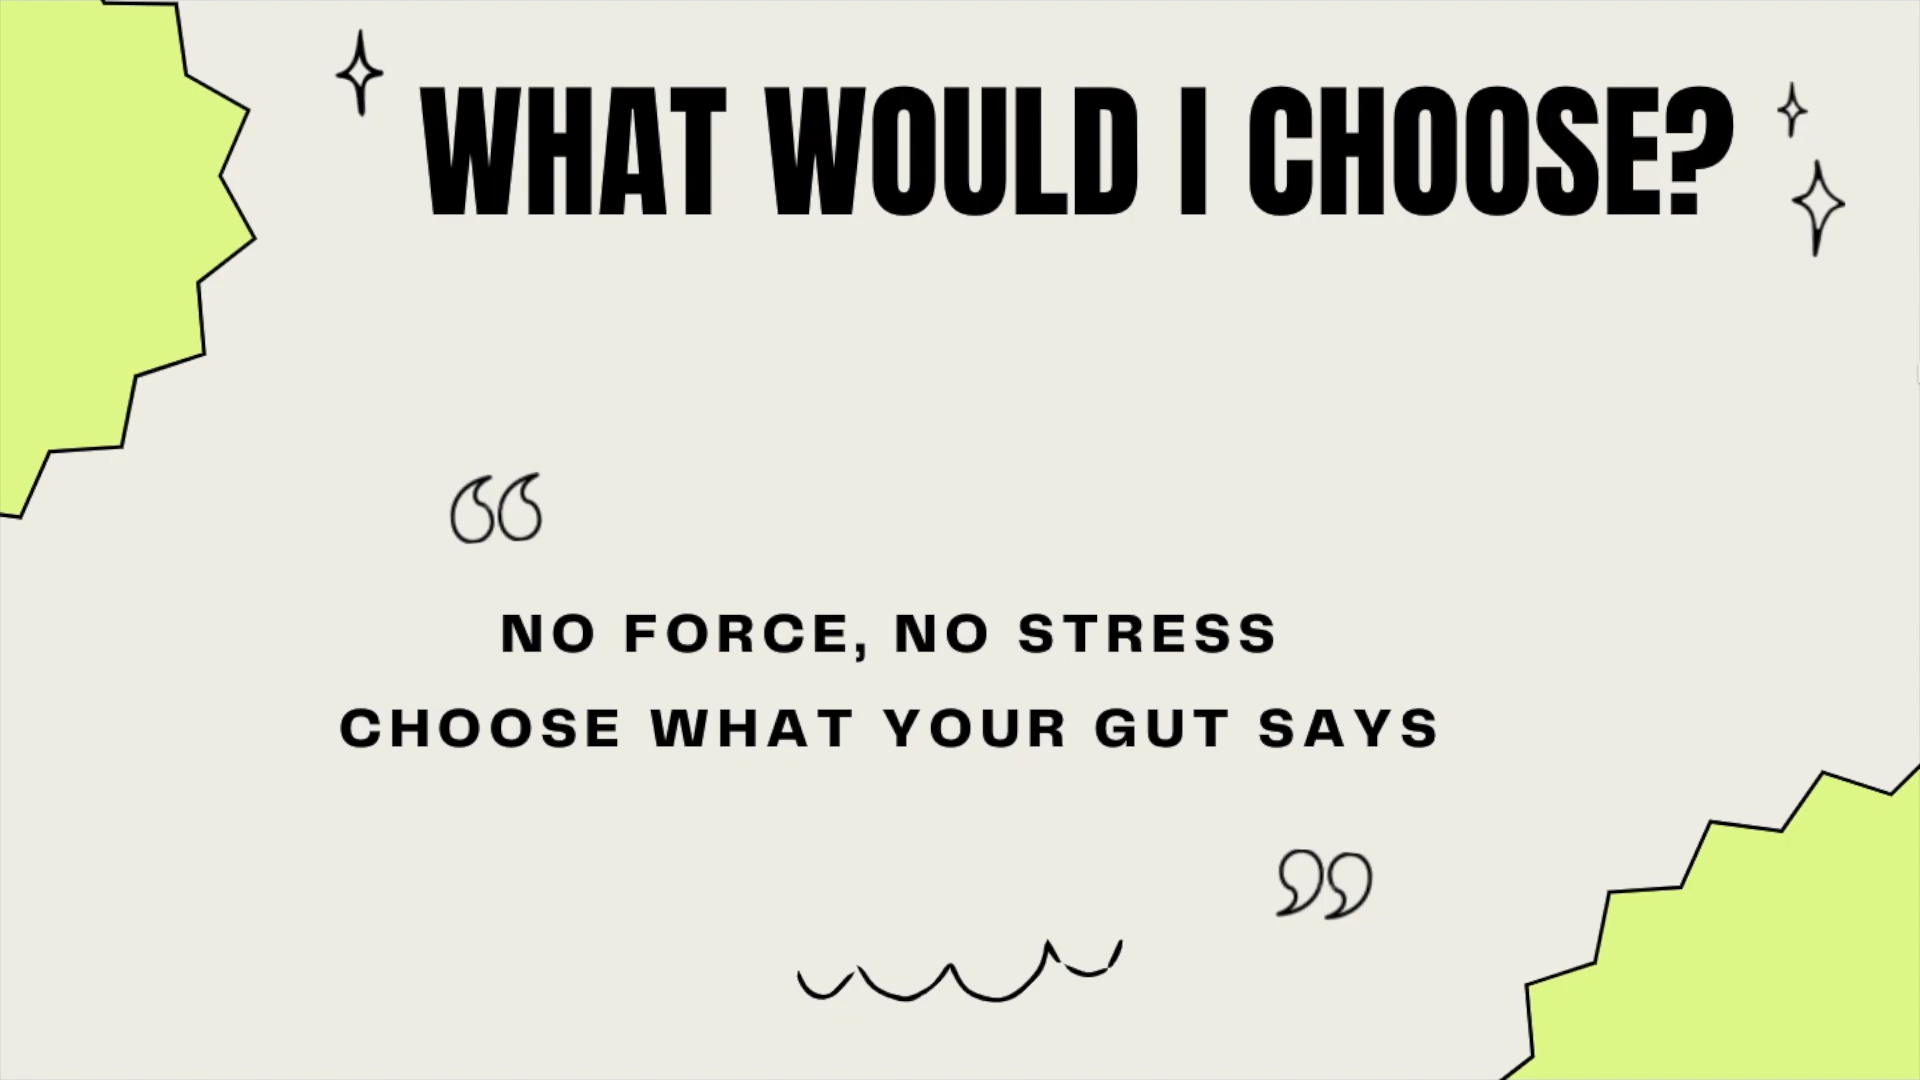 WHAT WOULD I CHOOSE?
“
NO FORCE, NO STRESS
CHOOSE WHAT YOUR GUT SAYS
”